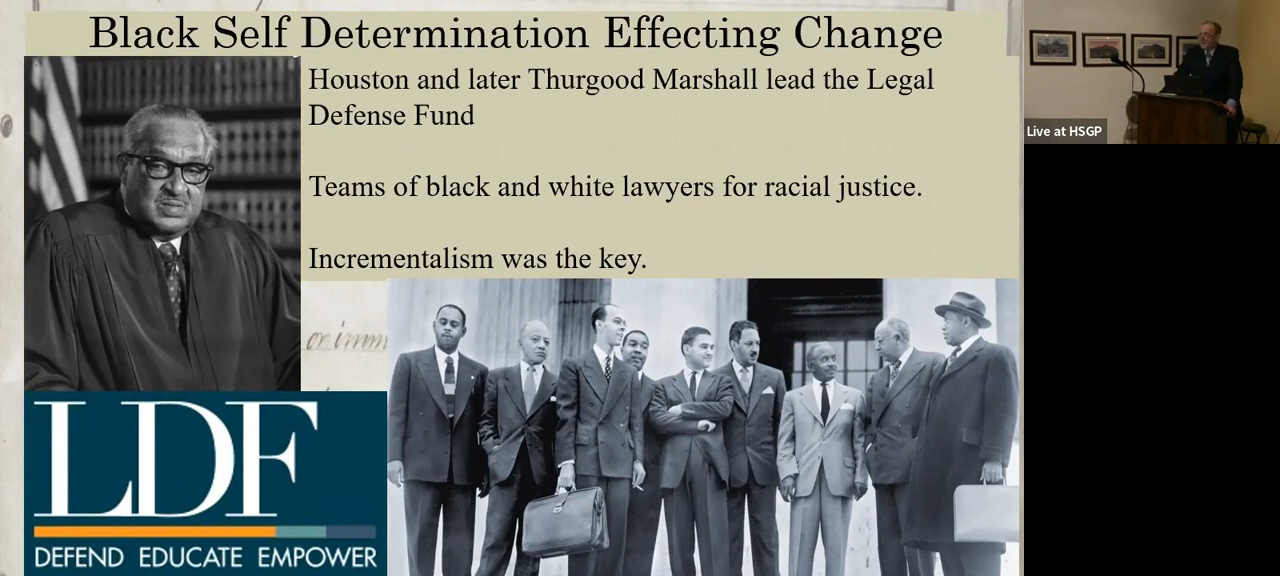 Black Self Determination Effecting Change
Houston and later Thurgood Marshall lead the Legal
Defense Fund
Teams of black and white lawyers for racial justice.
Incrementalism was the key.
Live at HSGP
LDF
DEFEND EDUCATE EMPOWER